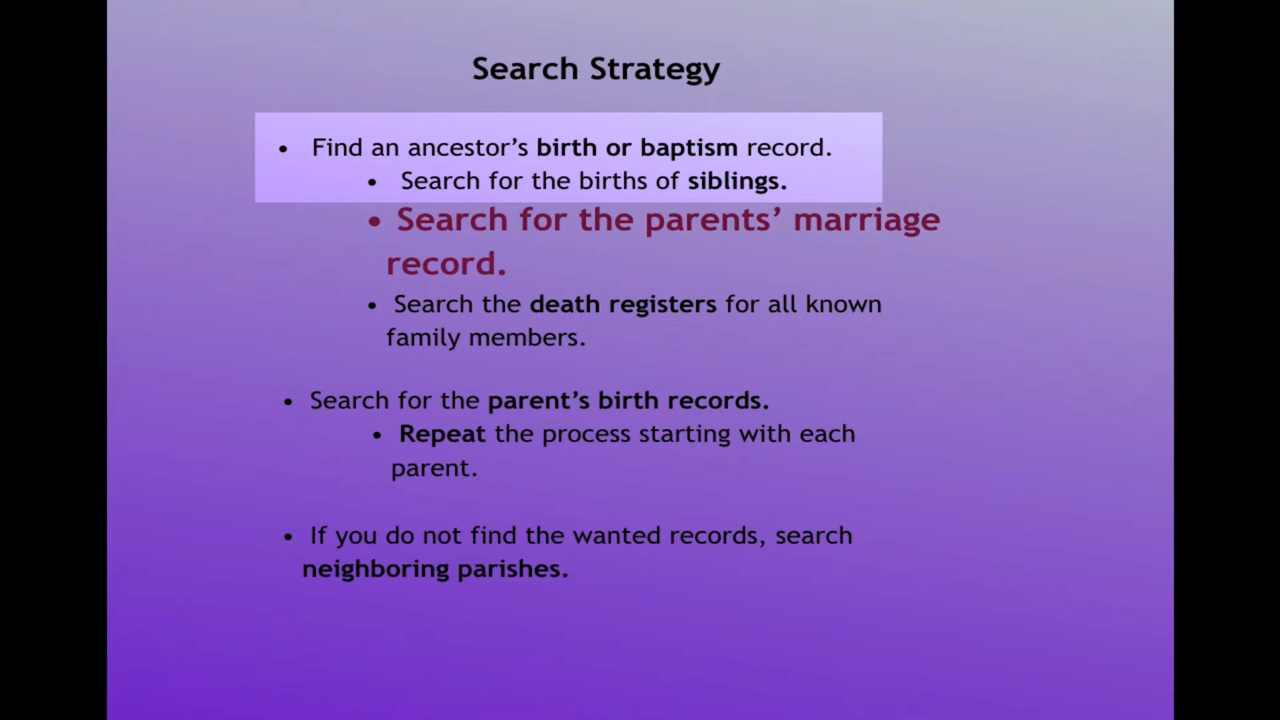 Search Strategy
• Find an ancestor’s birth or baptism record.
• Search for the births of siblings.
• Search for the parents’ marriage
record.
• Search the death registers for all known
family members.
• Search for the parent’s birth records.
• Repeat the process starting with each
parent.
• If you do not find the wanted records, search
neighboring parishes.